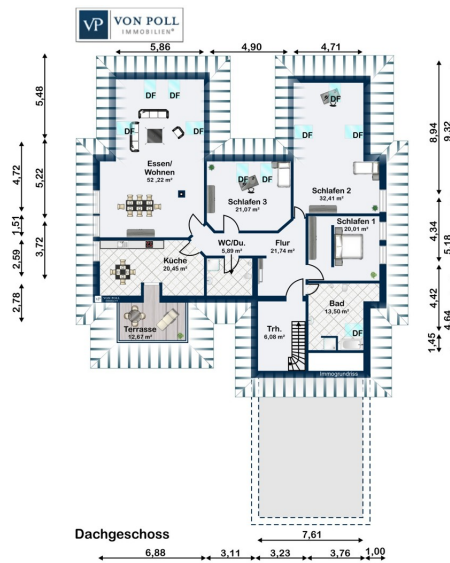 VP VON POLL
IMMOBILIEN®
5,86 4,90 4,71
5,48
5,22
3,72
4,72
1,51
2,59
2,78
8,94
9,32
4,34
5,18
4,42
4,64
1,45
DF DF
DF DF
DF
DF DF
DF DF
Essen/
Wohnen
52,22 m²
Schlafen 3
21,07 m²
Schlafen 2
32,41 m²
Schlafen 1
20,01 m²
WC/Du.
5,89 m²
Flur
21,74 m²
Küche
20,45 m²
VON POLL
Bad
13,50 m²
DF
Terrasse
12,67 m²
Trh.
6,08 m²
Immogrundriss
Dachgeschoss
7,61
6,88 3,11 3,23 3,76 1,00